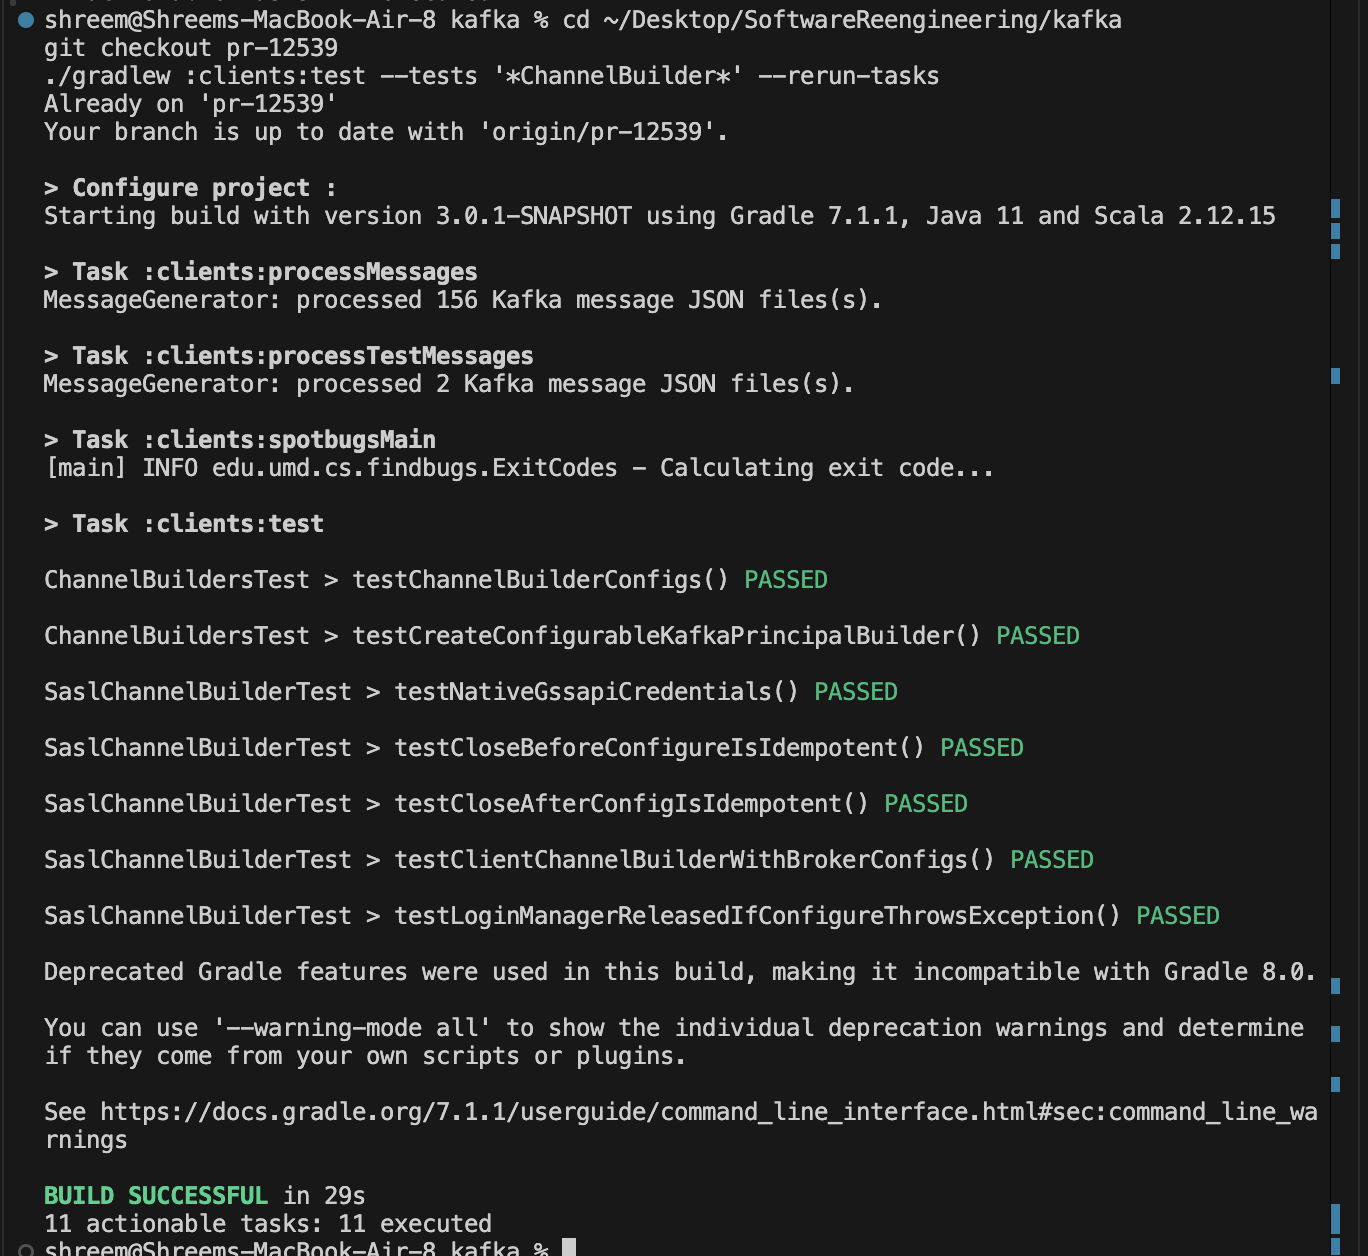 shreem@Shreems-MacBook-Air-8 kafka % cd ~/Desktop/SoftwareReengineering/kafka
git checkout pr-12539
./gradlew :clients:test --tests '*ChannelBuilder*' --rerun-tasks
Already on 'pr-12539'
Your branch is up to date with 'origin/pr-12539'.
> Configure project :
Starting build with version 3.0.1-SNAPSHOT using Gradle 7.1.1, Java 11 and Scala 2.12.15
> Task :clients:processMessages
MessageGenerator: processed 156 Kafka message JSON files(s).
> Task :clients:processTestMessages
MessageGenerator: processed 2 Kafka message JSON files(s).
> Task :clients:spotbugsMain
[main] INFO edu.umd.cs.findbugs.ExitCodes - Calculating exit code...
> Task :clients:test
ChannelBuildersTest > testChannelBuilderConfigs() PASSED
ChannelBuildersTest > testCreateConfigurableKafkaPrincipalBuilder() PASSED
SaslChannelBuilderTest > testNativeGssapiCredentials() PASSED
SaslChannelBuilderTest > testCloseBeforeConfigureIsIdempotent() PASSED
SaslChannelBuilderTest > testCloseAfterConfigIsIdempotent() PASSED
SaslChannelBuilderTest > testClientChannelBuilderWithBrokerConfigs() PASSED
SaslChannelBuilderTest > testLoginManagerReleasedIfConfigureThrowsException() PASSED
Deprecated Gradle features were used in this build, making it incompatible with Gradle 8.0.
You can use '--warning-mode all' to show the individual deprecation warnings and determine
if they come from your own scripts or plugins.
See https://docs.gradle.org/7.1.1/userguide/command_line_interface.html#sec:command_line_wa
rnings
BUILD SUCCESSFUL in 29s
11 actionable tasks: 11 executed
shreem@Shreems-MacBook-Air-8 kafka %